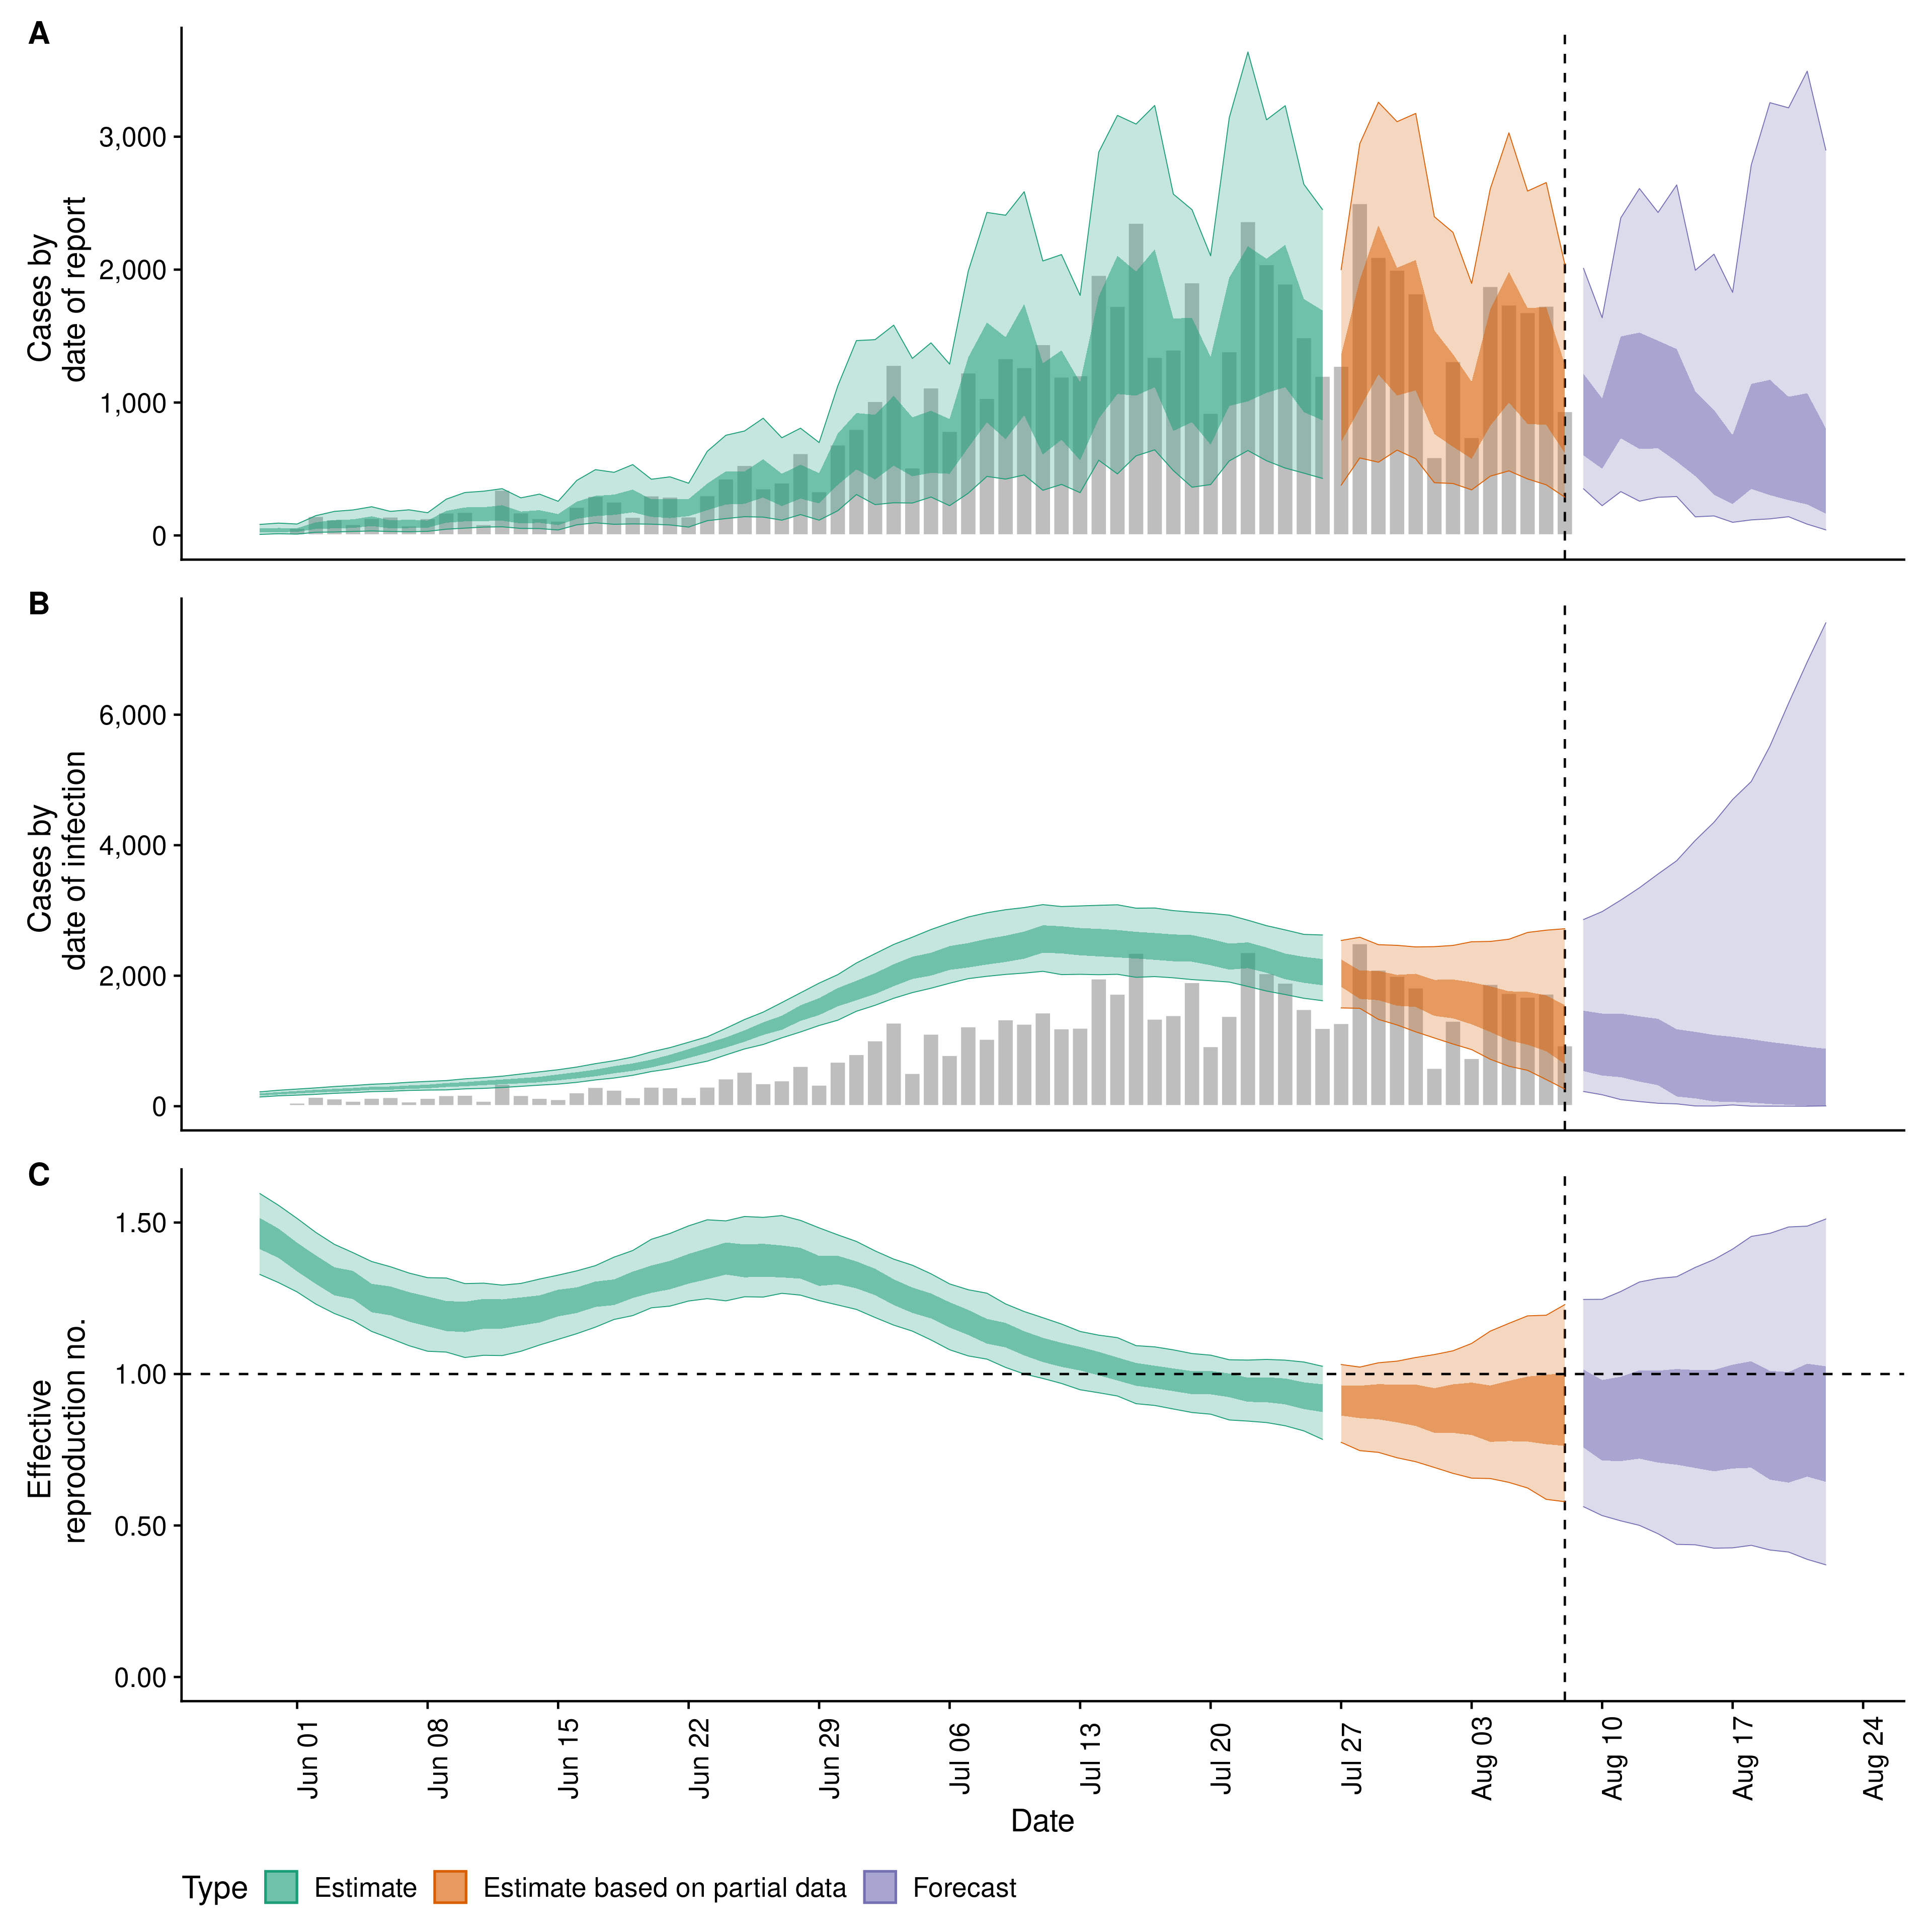 A
Cases by
date of report
3,000
2,000
1,000
0
B
Cases by
date of infection
6,000
4,000
2,000
0
C
Effective
reproduction no.
1.50
1.00
0.50
0.00
Jun 01
Jun 08
Jun 15
Jun 22
Jun 29
Jul 06
Jul 13
Jul 20
Jul 27
Aug 03
Aug 10
Aug 17
Aug 24
Date
Type Estimate Estimate based on partial data Forecast